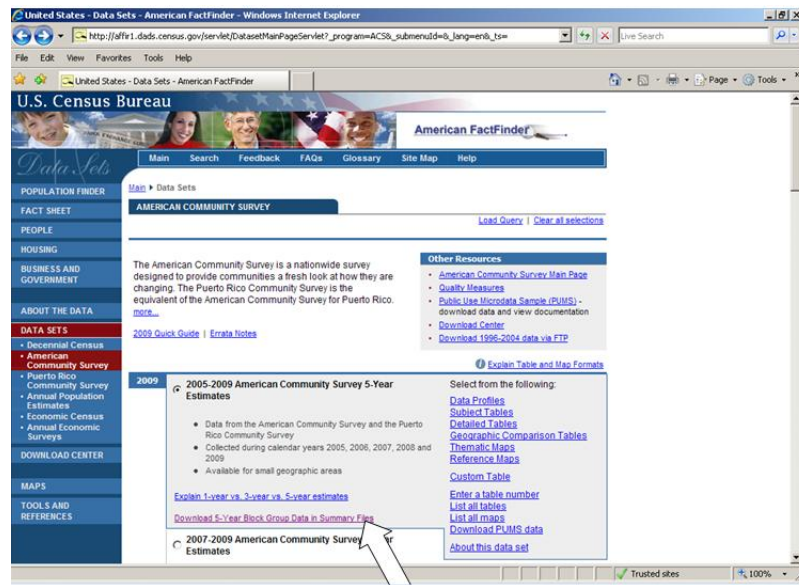 United States - Data Sets - American FactFinder - Windows Internet Explorer
http://factfinder1.dads.census.gov/servlet/DatasetMainPageServlet?_program=ACS&_submenuId=&_lang=en&_ts=
Live Search
File Edit View Favorites Tools Help
United States - Data Sets - American FactFinder
Page Tools
U.S. Census Bureau
American FactFinder
Data Sets
Main Search Feedback FAQs Glossary Site Map Help
POPULATION FINDER
FACT SHEET
PEOPLE
HOUSING
BUSINESS AND
GOVERNMENT
ABOUT THE DATA
DATA SETS
• Decennial Census
• American
Community Survey
• Puerto Rico
Community Survey
• Annual Population
Estimates
• Economic Census
• Annual Economic
Surveys
DOWNLOAD CENTER
MAPS
TOOLS AND
REFERENCES
Main ▸ Data Sets
AMERICAN COMMUNITY SURVEY
Load Query | Clear all selections
The American Community Survey is a nationwide survey
designed to provide communities a fresh look at how they are
changing. The Puerto Rico Community Survey is the
equivalent of the American Community Survey for Puerto Rico.
more...
2009 Quick Guide | Errata Notes
Other Resources
• American Community Survey Main Page
• Quality Measures
• Public Use Microdata Sample (PUMS) -
download data and view documentation
• Download Center
• Download 1996-2004 data via FTP
Explain Table and Map Formats
2009
2005-2009 American Community Survey 5-Year
Estimates
• Data from the American Community Survey and the Puerto
Rico Community Survey
• Collected during calendar years 2005, 2006, 2007, 2008 and
2009
• Available for small geographic areas
Explain 1-year vs. 3-year vs. 5-year estimates
Download 5-Year Block Group Data in Summary Files
Select from the following:
Data Profiles
Subject Tables
Detailed Tables
Geographic Comparison Tables
Thematic Maps
Reference Maps
Custom Table
Enter a table number
List all tables
List all maps
Download PUMS data
About this data set
2007-2009 American Community Survey
Estimates
Trusted sites
100%